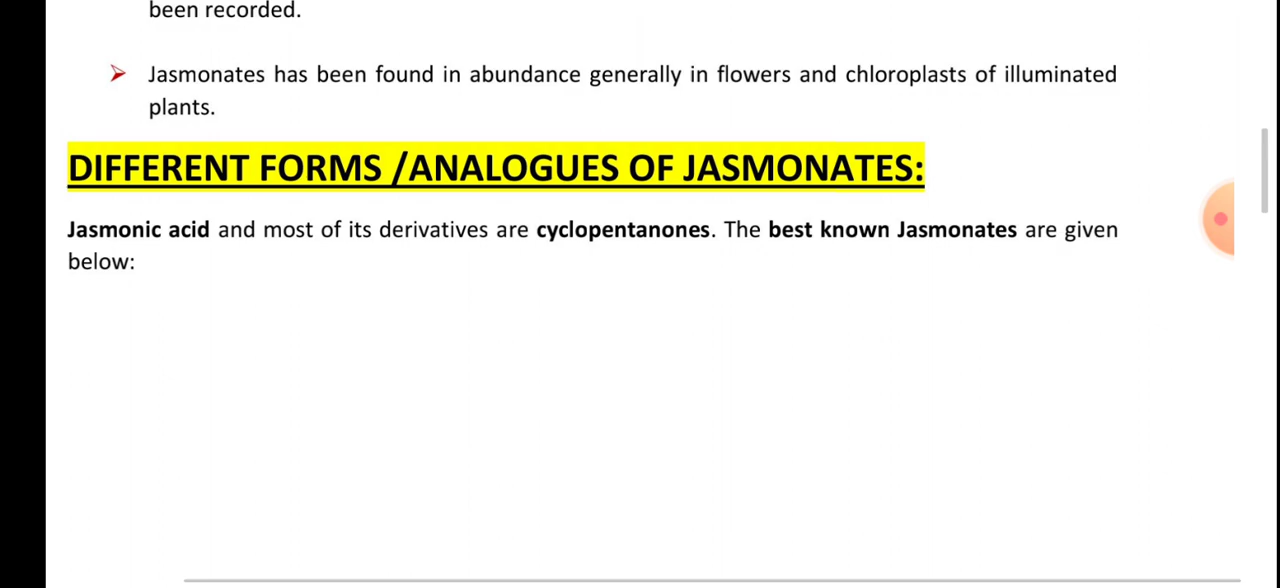 been recorded.
➢ Jasmonates has been found in abundance generally in flowers and chloroplasts of illuminated
plants.
DIFFERENT FORMS /ANALOGUES OF JASMONATES:
Jasmonic acid and most of its derivatives are cyclopentanones. The best known Jasmonates are given
below: